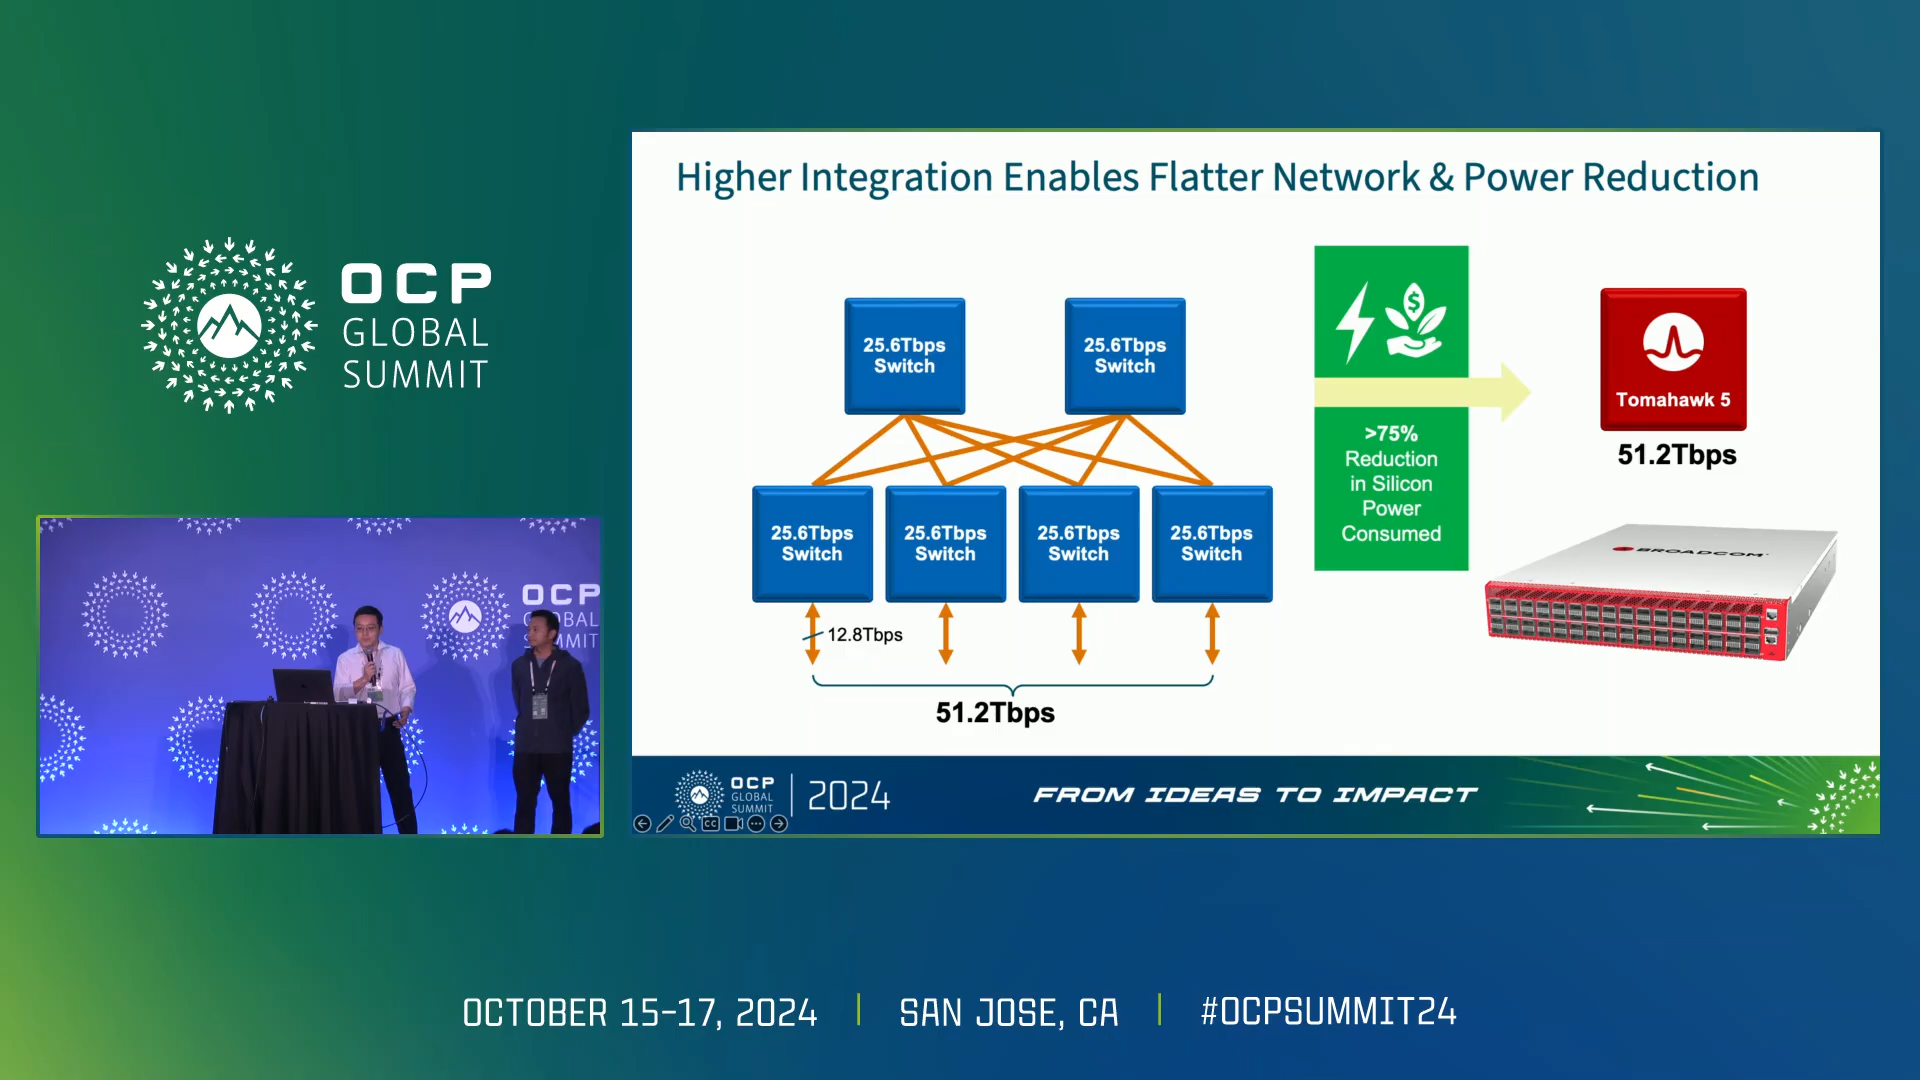 OCP
GLOBAL
SUMMIT
OCP
GLOBAL
SUMMIT
Higher Integration Enables Flatter Network & Power Reduction
25.6Tbps
Switch
25.6Tbps
Switch
25.6Tbps
Switch
25.6Tbps
Switch
25.6Tbps
Switch
25.6Tbps
Switch
12.8Tbps
51.2Tbps
>75%
Reduction
in Silicon
Power
Consumed
Tomahawk 5
51.2Tbps
BROADCOM
OCP
GLOBAL
SUMMIT
2024
FROM IDEAS TO IMPACT
CC
OCTOBER 15-17, 2024
SAN JOSE, CA
#OCPSUMMIT24